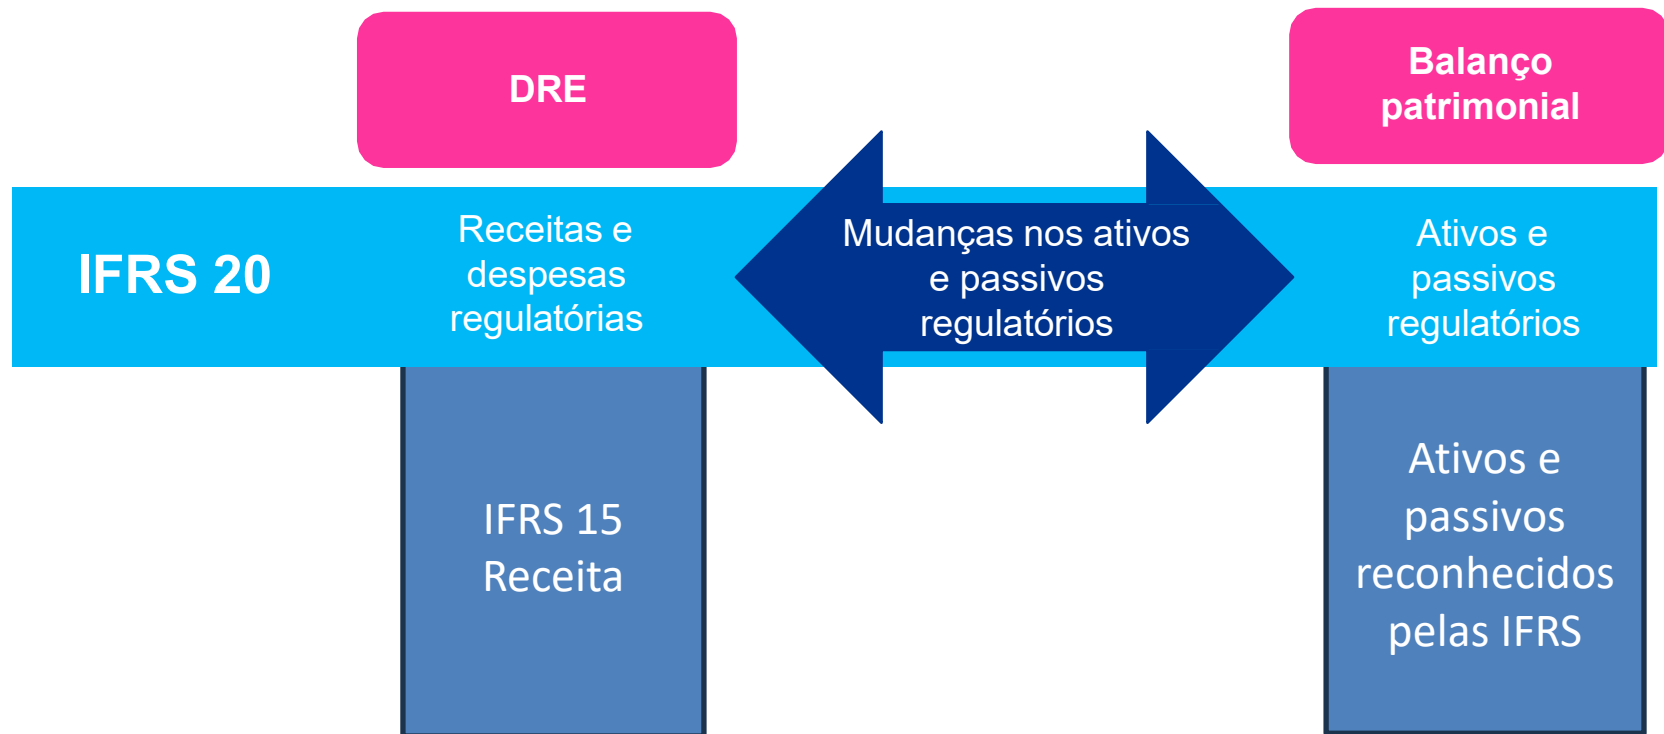 DRE
Balanço
patrimonial
IFRS 20
Receitas e
despesas
regulatórias
Mudanças nos ativos
e passivos
regulatórios
Ativos e
passivos
regulatórios
IFRS 15
Receita
Ativos e
passivos
reconhecidos
pelas IFRS